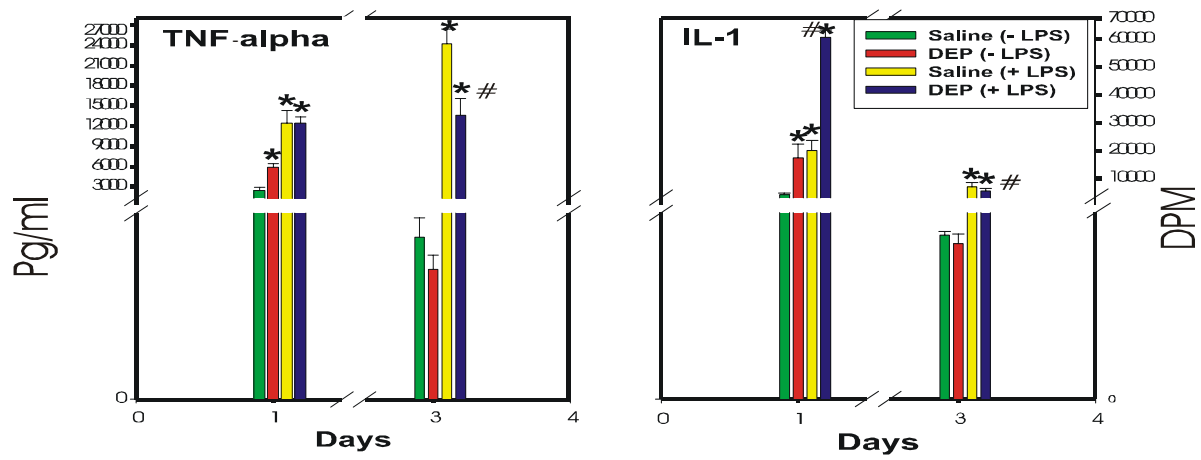 TNF-alpha
27000
24000
21000
18000
15000
12000
9000
6000
3000
0
Pg/ml
* * *
* * #
0 1 3 4
Days
IL-1
Saline (- LPS)
DEP (- LPS)
Saline (+ LPS)
DEP (+ LPS)
# *
* *
* * #
70000
60000
50000
40000
30000
20000
10000
0
DPM
0 1 3 4
Days